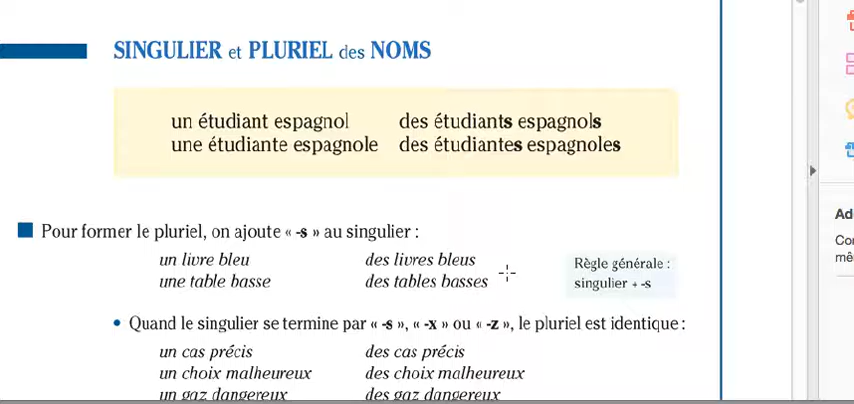 SINGULIER et PLURIEL des NOMS
un étudiant espagnol des étudiants espagnols
une étudiante espagnole des étudiantes espagnoles
Pour former le pluriel, on ajoute « -s » au singulier :
un livre bleu des livres bleus
une table basse des tables basses
Règle générale :
singulier + -s
• Quand le singulier se termine par « -s », « -x » ou « -z », le pluriel est identique :
un cas précis des cas précis
un choix malheureux des choix malheureux
un gaz dangereux des gaz dangereux
Ad